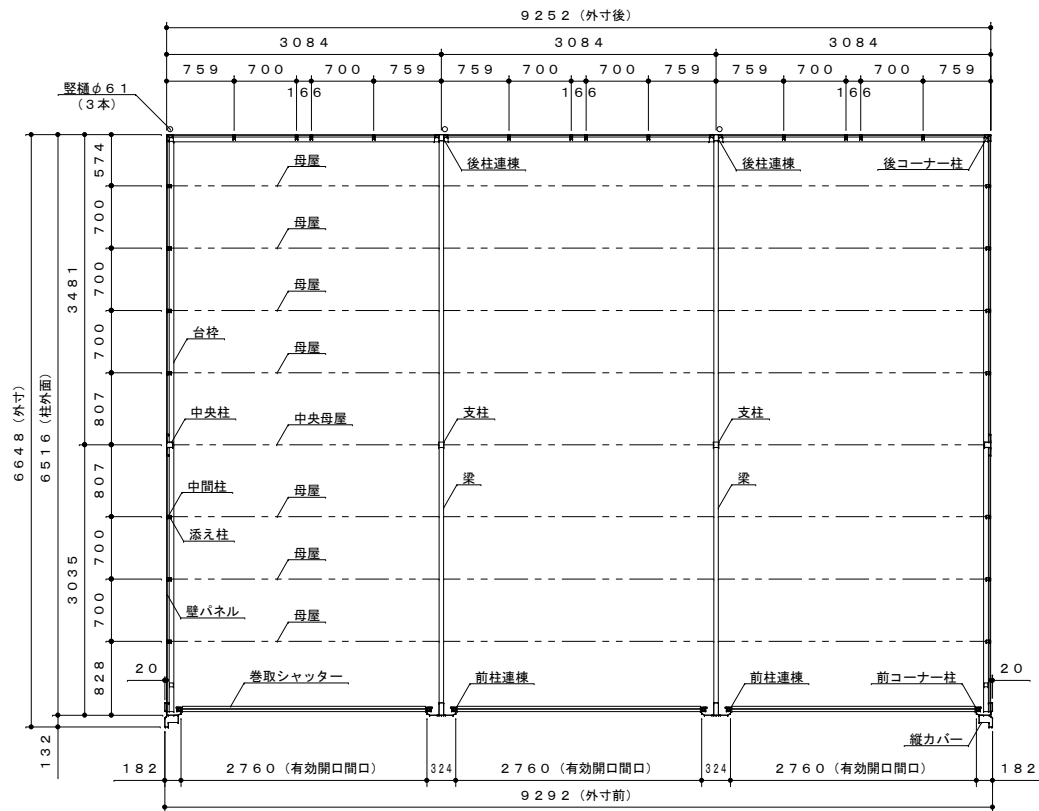 ９２５２（外寸後）
３０８４ ３０８４ ３０８４
７５９ ７００ ７００ ７５９ ７５９ ７００ ７００ ７５９ ７５９ ７００ ７００ ７５９
１６６ １６６ １６６
竪樋φ６１
（３本）
母屋 後柱連棟 後柱連棟 後コーナー柱
母屋
母屋
台枠 母屋
中央柱 中央母屋 支柱 支柱
中間柱 母屋 梁 梁
添え柱 母屋
壁パネル 母屋
巻取シャッター 前柱連棟 前柱連棟 前コーナー柱
縦カバー
５７４
７００
７００
７００
８０７
８０７
７００
７００
８２８
３４８１
３０３５
６５１６（柱外面）
６６４８（外寸）
１３２
２０ ２０
１８２ ２７６０（有効開口間口） ３２４ ２７６０（有効開口間口） ３２４ ２７６０（有効開口間口） １８２
９２９２（外寸前）